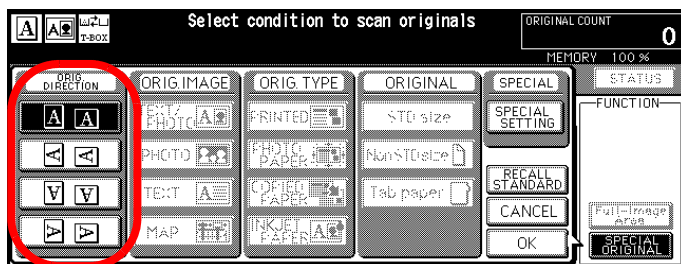 A A T-BOX Select condition to scan originals ORIGINAL COUNT
0
MEMORY 100 %
ORIG. DIRECTION ORIG.IMAGE ORIG. TYPE ORIGINAL SPECIAL STATUS
A A TEXT/PHOTO A PRINTED STD size SPECIAL SETTING FUNCTION
A A PHOTO PHOTO PAPER NonSTDsize
A A TEXT A COPIED PAPER Tab paper RECALL STANDARD
A A MAP INKJET PAPER A CANCEL Full-Image Area
OK SPECIAL ORIGINAL